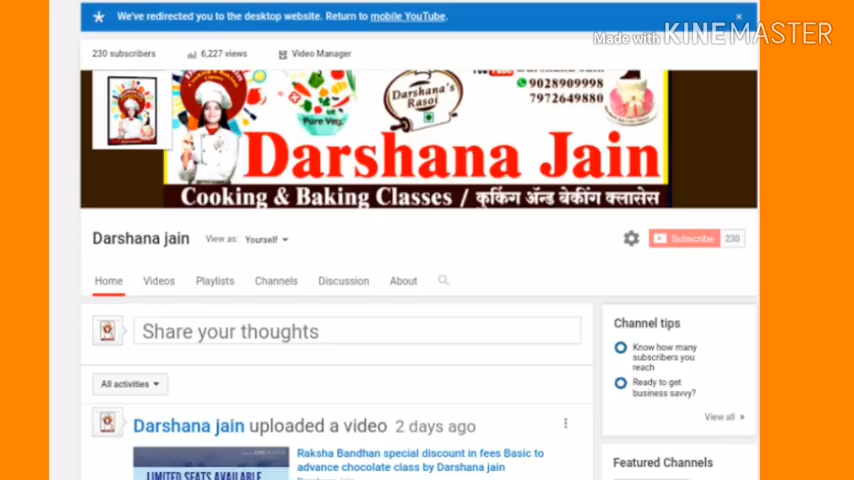 We've redirected you to the desktop website. Return to mobile YouTube.
×
Made with KINEMASTER
230 subscribers
6,227 views
Video Manager
Darshana's
Rasoi
9028909998
7972649880
Pure Veg.
Darshana Jain
Cooking & Baking Classes / कुकिंग ॲन्ड बेकींग क्लासेस
Darshana jain
View as: Yourself
Subscribe 230
Home Videos Playlists Channels Discussion About
Share your thoughts
All activities
Darshana jain uploaded a video 2 days ago
Raksha Bandhan special discount in fees Basic to
advance chocolate class by Darshana jain
LIMITED SEATS AVAILABLE
Channel tips
Know how many
subscribers you
reach
Ready to get
business savvy?
View all »
Featured Channels